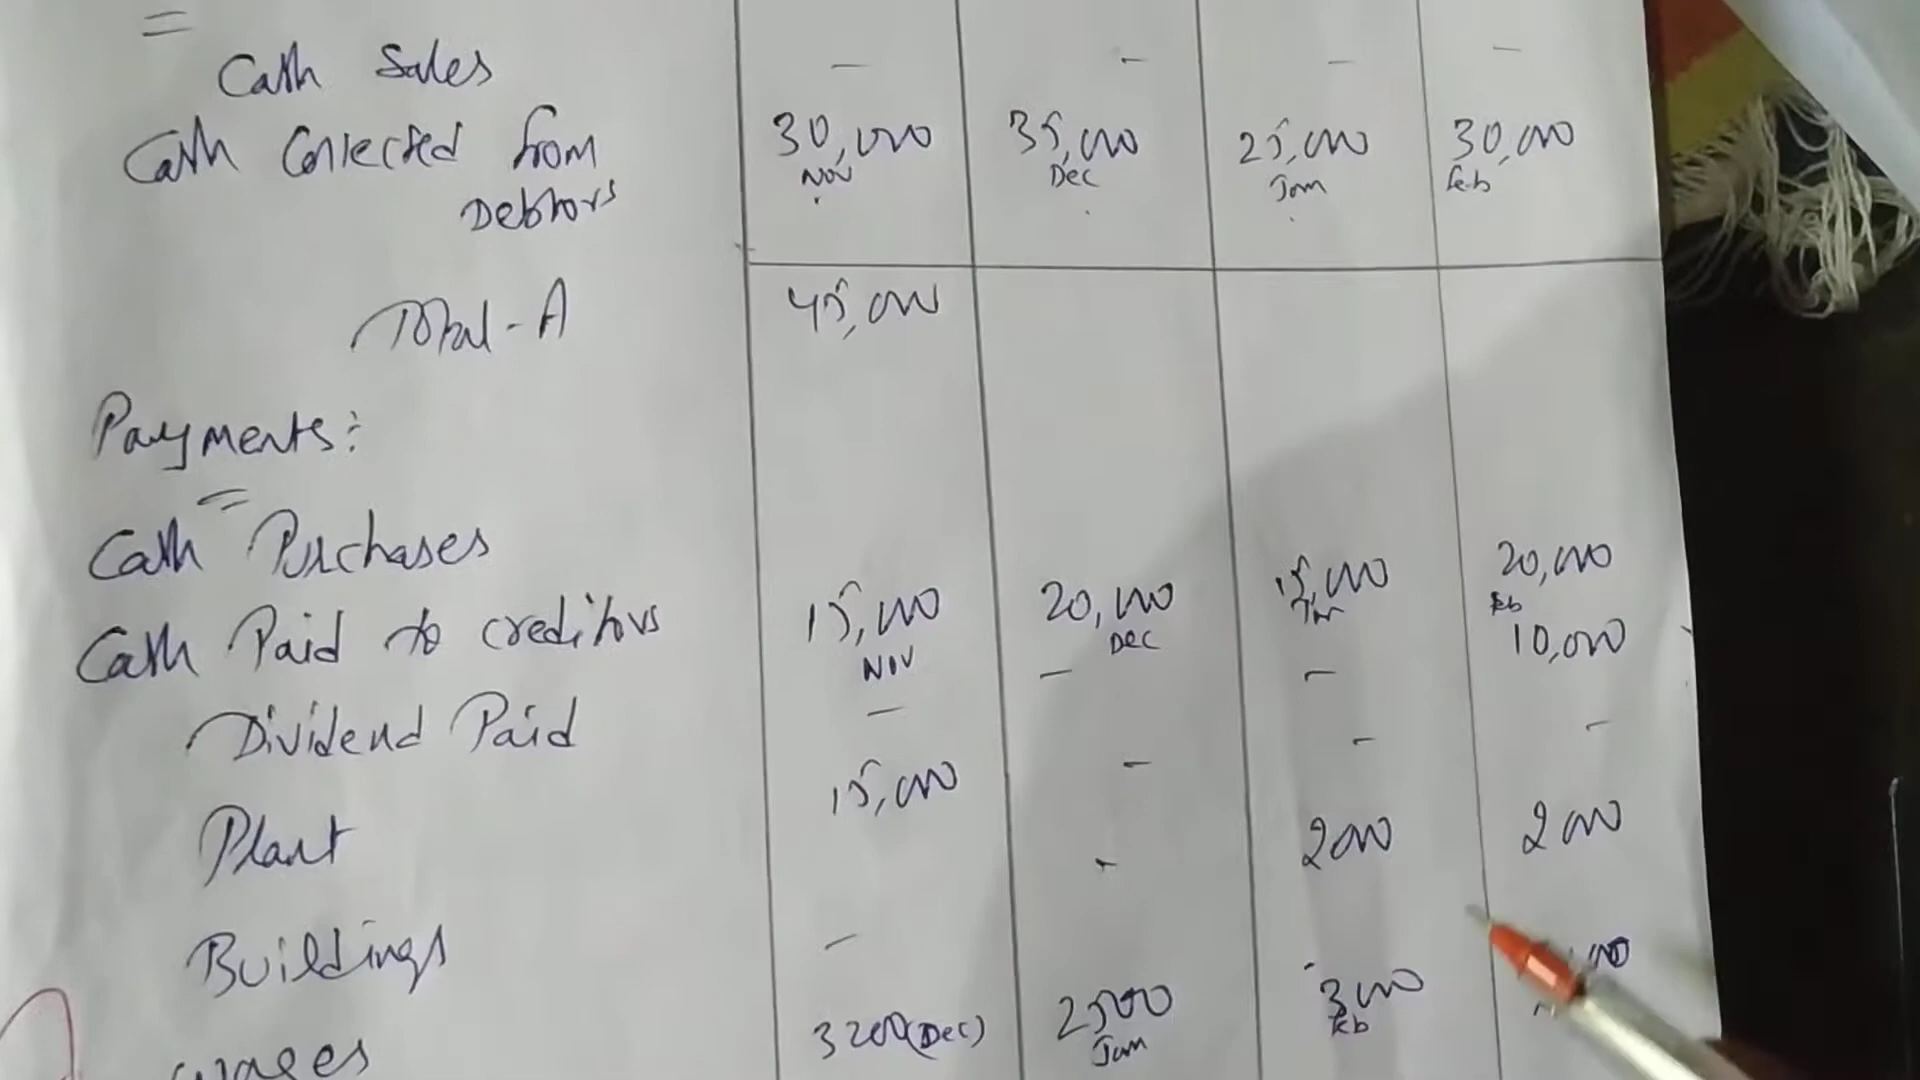 Cash Sales - - - -
Cash Collected from 30,000 35,000 25,000 30,000
Debtors Nov Dec Jan Feb
Total-A 45,000
Payments:
Cash Purchases
Cash Paid to creditors 15,000 20,000 15,000 20,000
Nov Dec Jan Feb
Dividend Paid - - - 10,000
Plant 15,000 - - -
Buildings - - 2000 2000
wages 3200(Dec) 2500 3000
Jan Feb